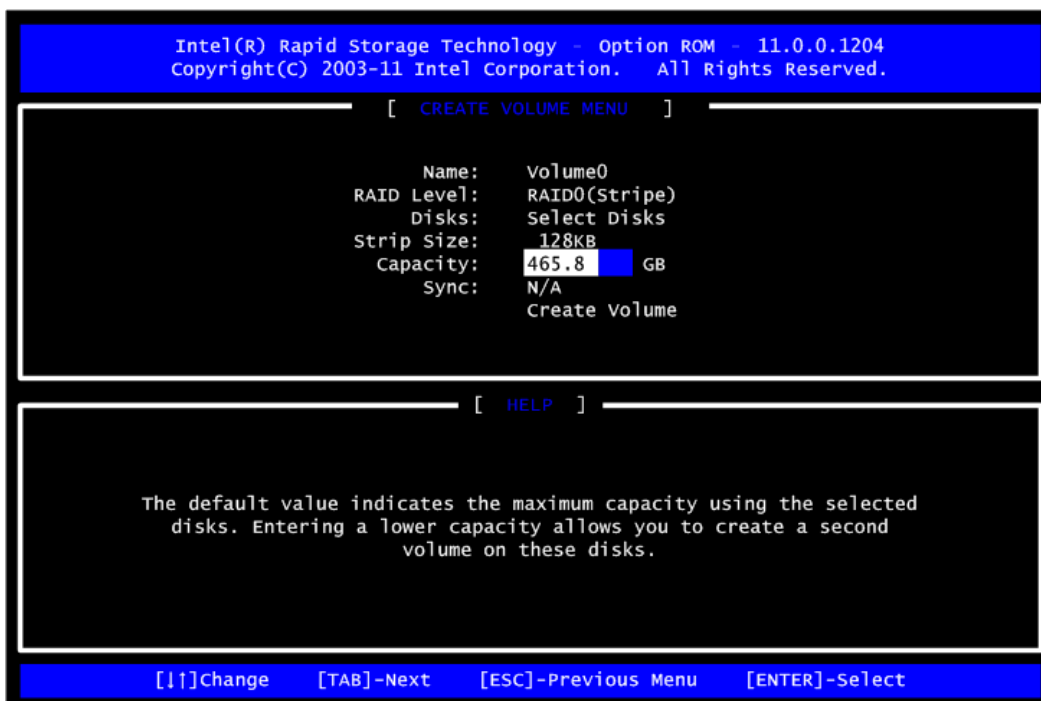 Intel(R) Rapid Storage Technology - Option ROM - 11.0.0.1204
Copyright(C) 2003-11 Intel Corporation. All Rights Reserved.
[ CREATE VOLUME MENU ]
Name: Volume0
RAID Level: RAID0(Stripe)
Disks: Select Disks
Strip Size: 128KB
Capacity: 465.8 GB
Sync: N/A
Create Volume
[ HELP ]
The default value indicates the maximum capacity using the selected
disks. Entering a lower capacity allows you to create a second
volume on these disks.
[↓↑]Change [TAB]-Next [ESC]-Previous Menu [ENTER]-Select